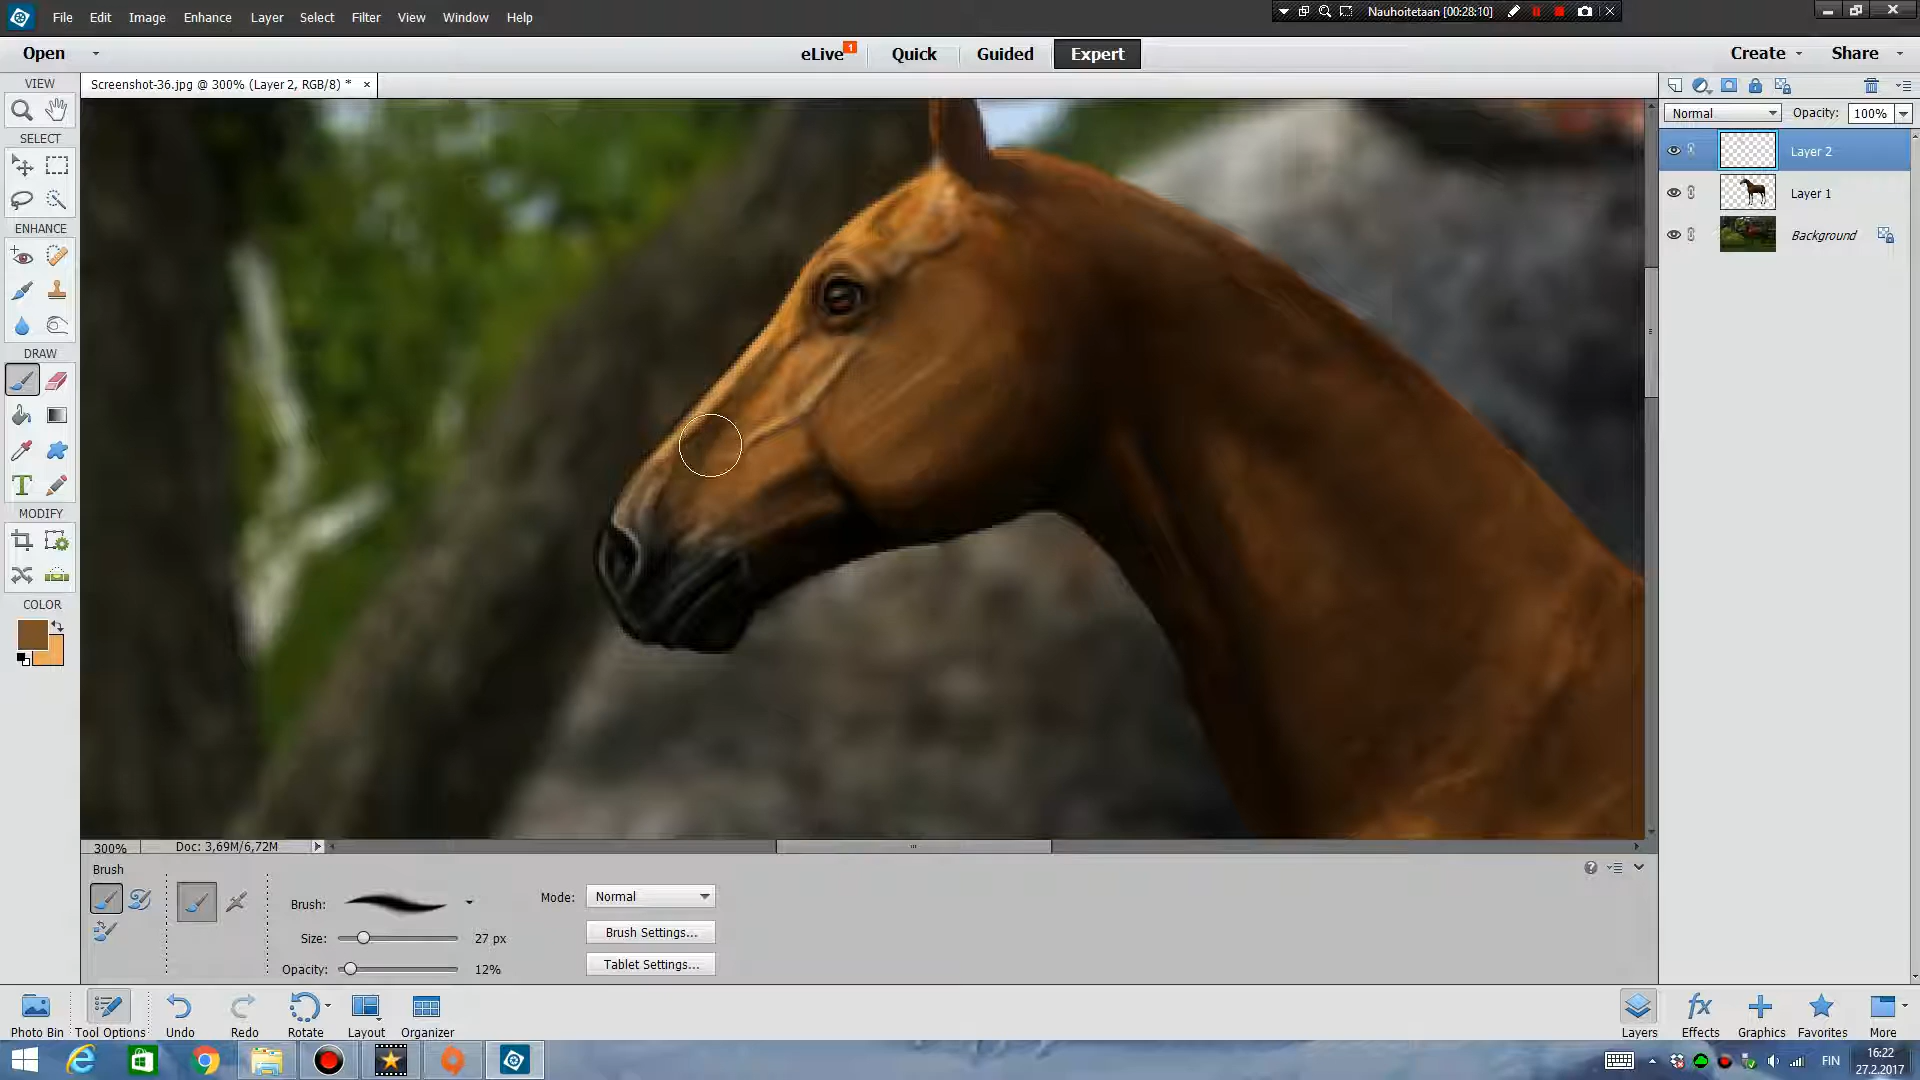 File Edit Image Enhance Layer Select Filter View Window Help
Nauhoitetaan [00:28:10]
Open
eLive 1 Quick Guided Expert
Create Share
VIEW
Screenshot-36.jpg @ 300% (Layer 2, RGB/8) * ×
Normal Opacity: 100%
SELECT
Layer 2
Layer 1
ENHANCE
Background
DRAW
T
MODIFY
COLOR
300% Doc: 3,69M/6,72M
Brush
Brush: Mode: Normal
Brush Settings...
Size: 27 px
Tablet Settings...
Opacity: 12%
fx
Photo Bin Tool Options Undo Redo Rotate Layout Organizer
Layers Effects Graphics Favorites More
FIN
16:22
27.2.2017